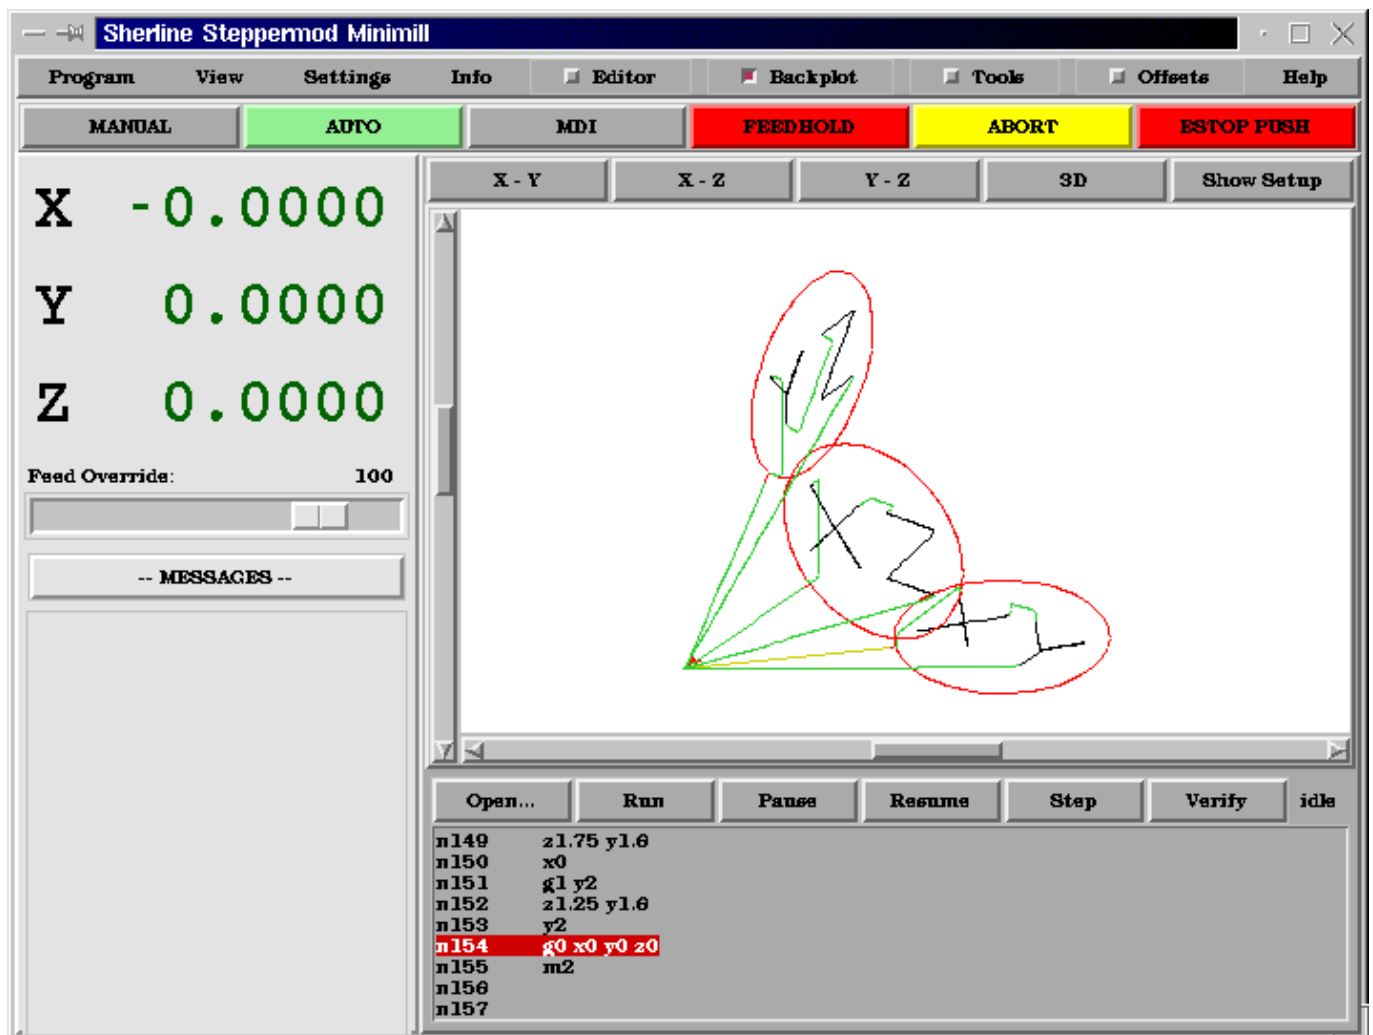 Sherline Steppermod Minimill
Program View Settings Info Editor Backplot Tools Offsets Help
MANUAL AUTO MDI FEEDHOLD ABORT ESTOP PUSH
X - Y X - Z Y - Z 3D Show Setup
X -0.0000
Y 0.0000
Z 0.0000
Feed Override: 100
-- MESSAGES --
Y Z
X Z
X Y
Open... Run Pause Resume Step Verify idle
n149 z1.75 y1.6
n150 x0
n151 g1 y2
n152 z1.25 y1.6
n153 y2
n154 g0 x0 y0 z0
n155 m2
n156
n157